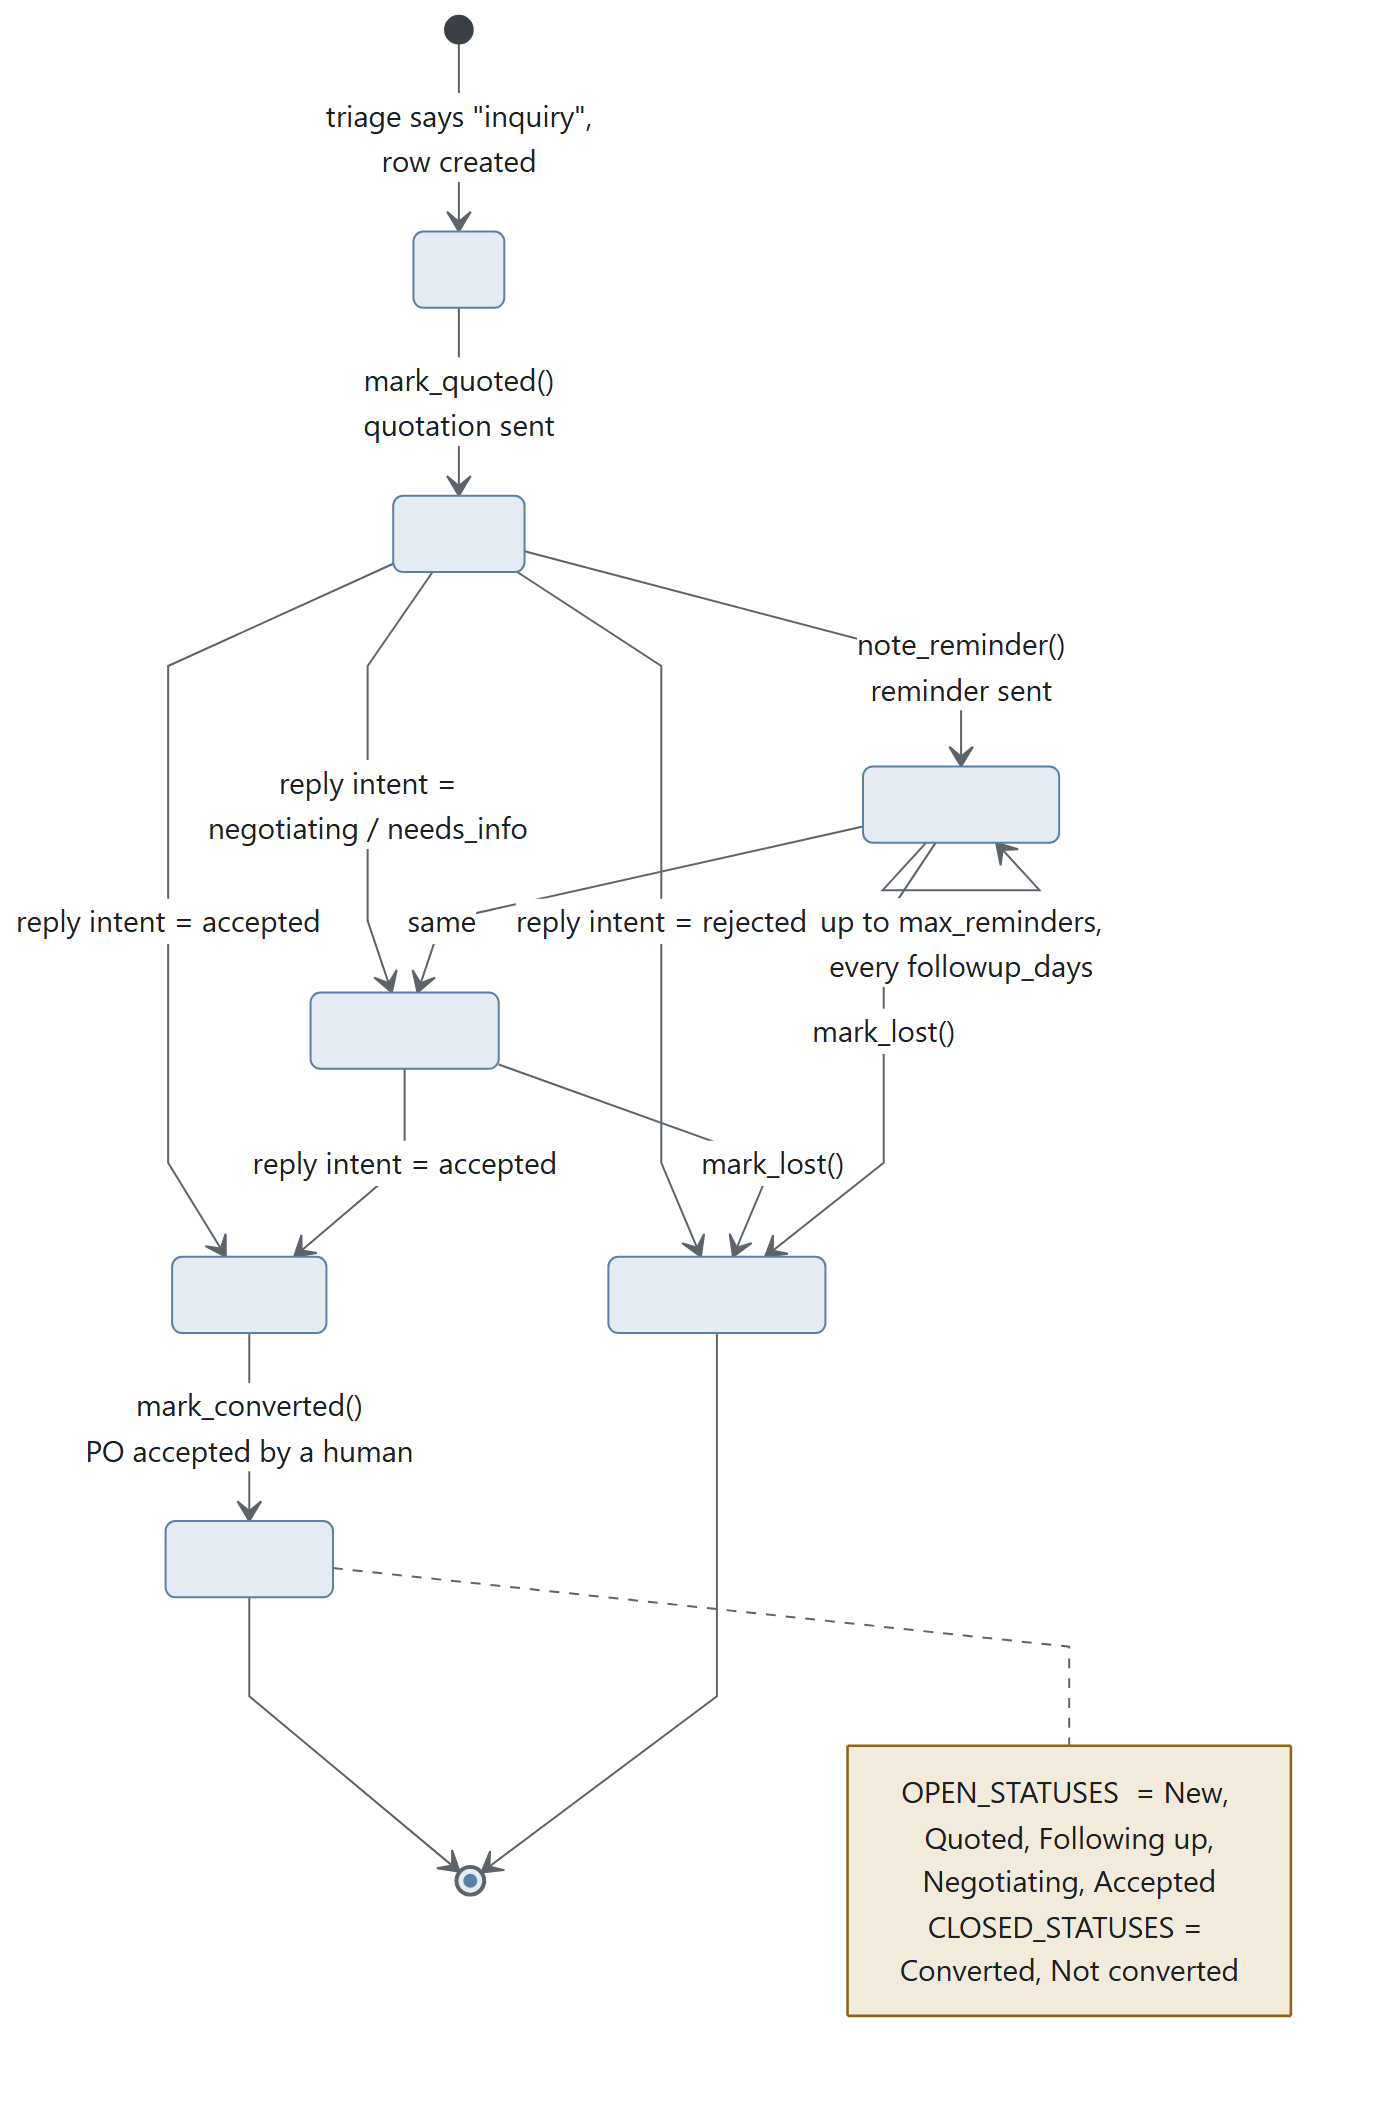 triage says "inquiry",
row created
mark_quoted()
quotation sent
note_reminder()
reminder sent
reply intent =
negotiating / needs_info
reply intent = accepted
same
reply intent = rejected
up to max_reminders,
every followup_days
mark_lost()
reply intent = accepted
mark_lost()
mark_converted()
PO accepted by a human
OPEN_STATUSES  = New,
Quoted, Following up,
Negotiating, Accepted
CLOSED_STATUSES =
Converted, Not converted